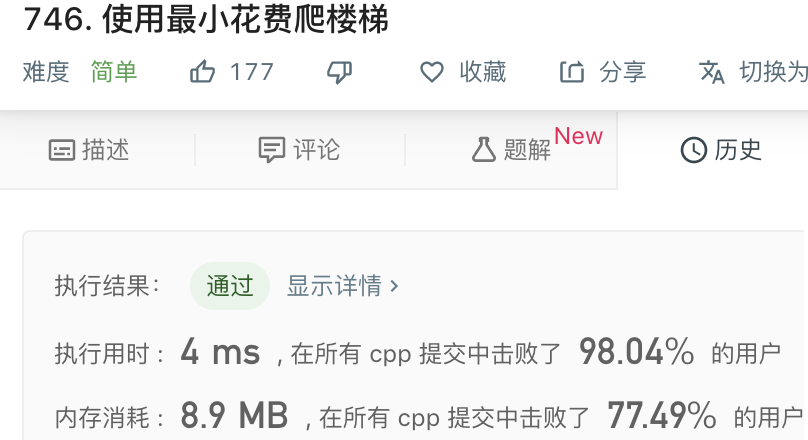 746. 使用最小花费爬楼梯
难度 简单 177 收藏 分享 切换为
描述 评论 题解 New 历史
执行结果： 通过 显示详情 ›
执行用时 : 4 ms , 在所有 cpp 提交中击败了 98.04% 的用户
内存消耗 : 8.9 MB , 在所有 cpp 提交中击败了 77.49% 的用户